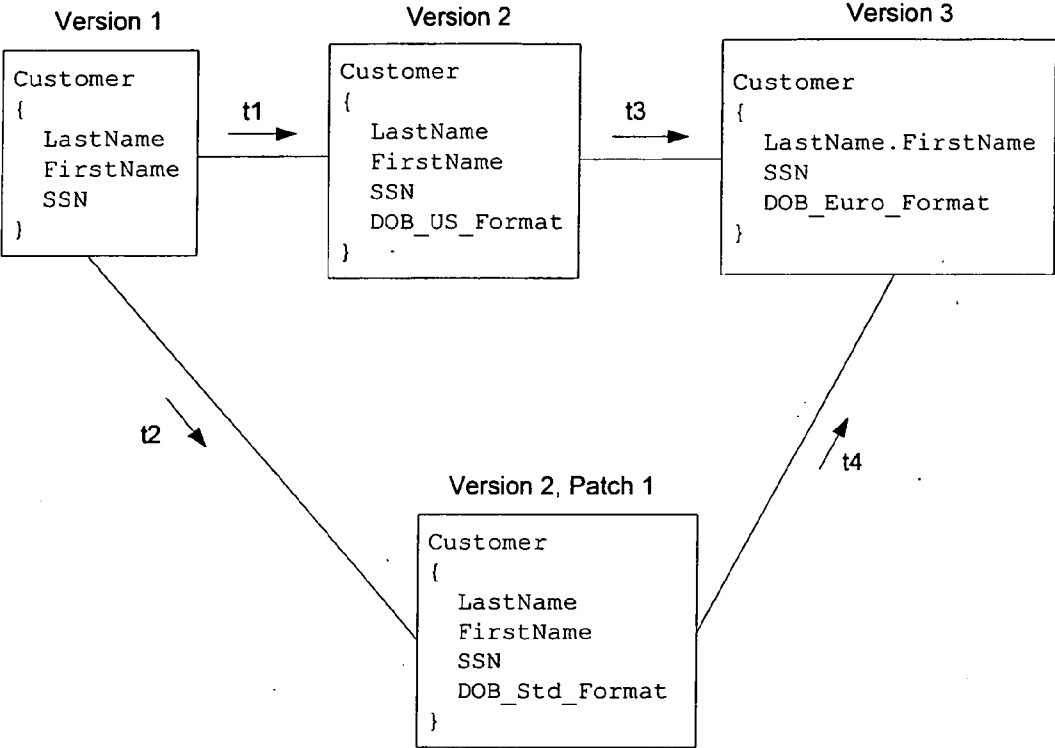 Version 1
Customer
{
LastName
FirstName
SSN
}
t1
Version 2
Customer
{
LastName
FirstName
SSN
DOB_US_Format
}
t3
Version 3
Customer
{
LastName.FirstName
SSN
DOB_Euro_Format
}
t2
t4
Version 2, Patch 1
Customer
{
LastName
FirstName
SSN
DOB_Std_Format
}